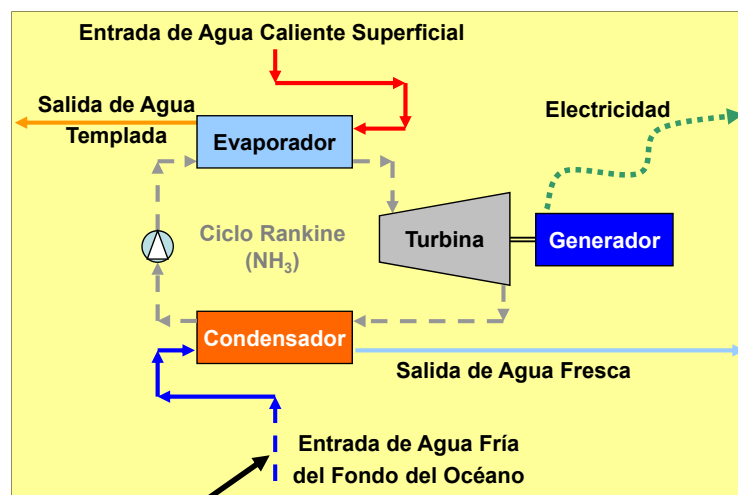 Entrada de Agua Caliente Superficial
Salida de Agua
Templada
Electricidad
Evaporador
Ciclo Rankine
(NH₃)
Turbina
Generador
Condensador
Salida de Agua Fresca
Entrada de Agua Fría
del Fondo del Océano